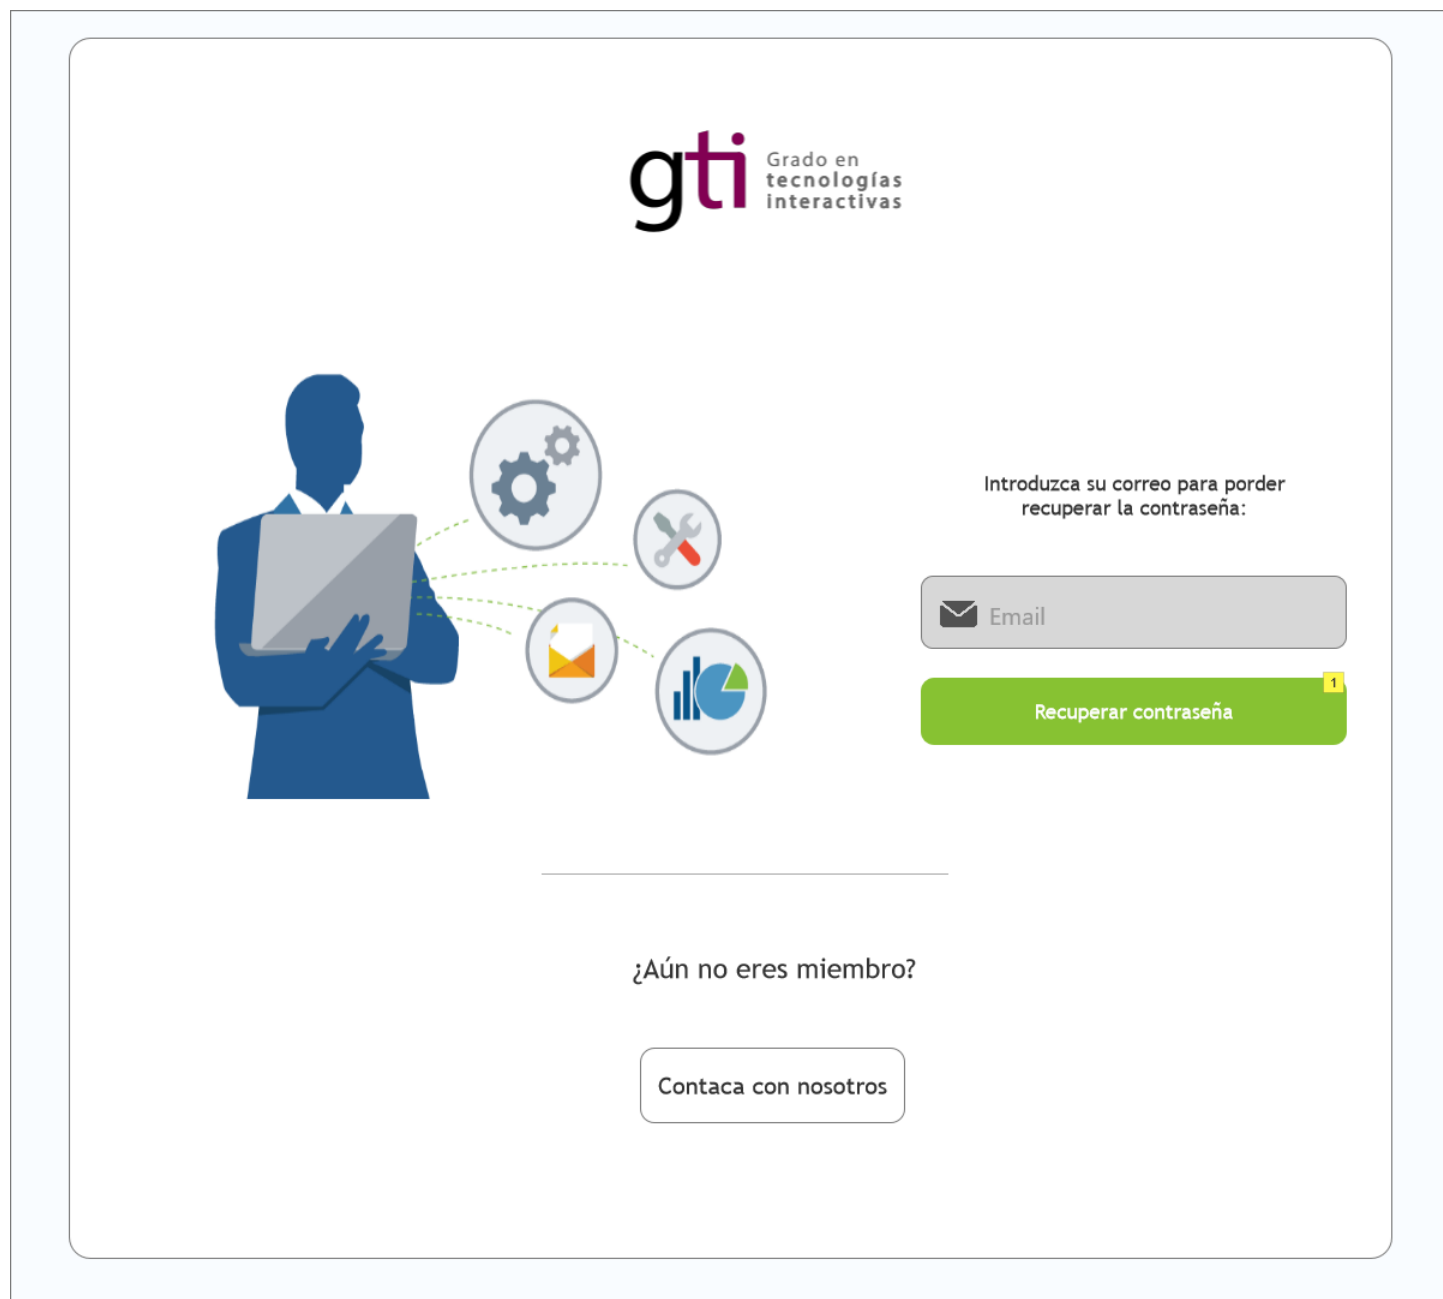 gti
Grado en
tecnologías
interactivas
Introduzca su correo para porder
recuperar la contraseña:
Email
1
Recuperar contraseña
¿Aún no eres miembro?
Contaca con nosotros